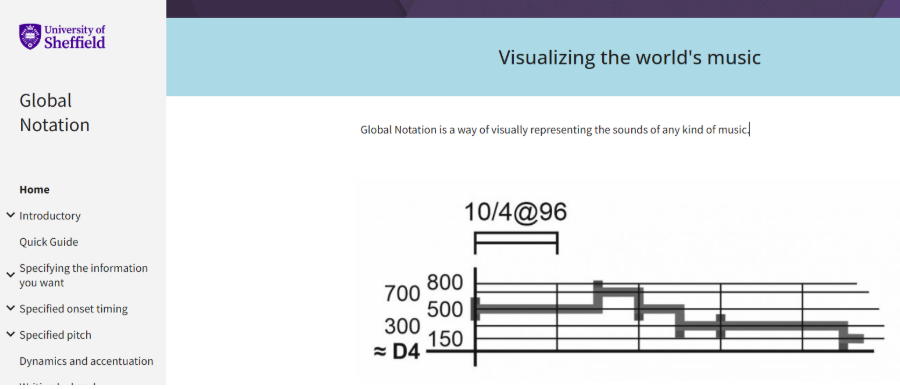 University of
Sheffield
Global
Notation
Home
Introductory
Quick Guide
Specifying the information
you want
Specified onset timing
Specified pitch
Dynamics and accentuation
Visualizing the world's music
Global Notation is a way of visually representing the sounds of any kind of music.
10/4@96
800
700
500
300
150
≈ D4